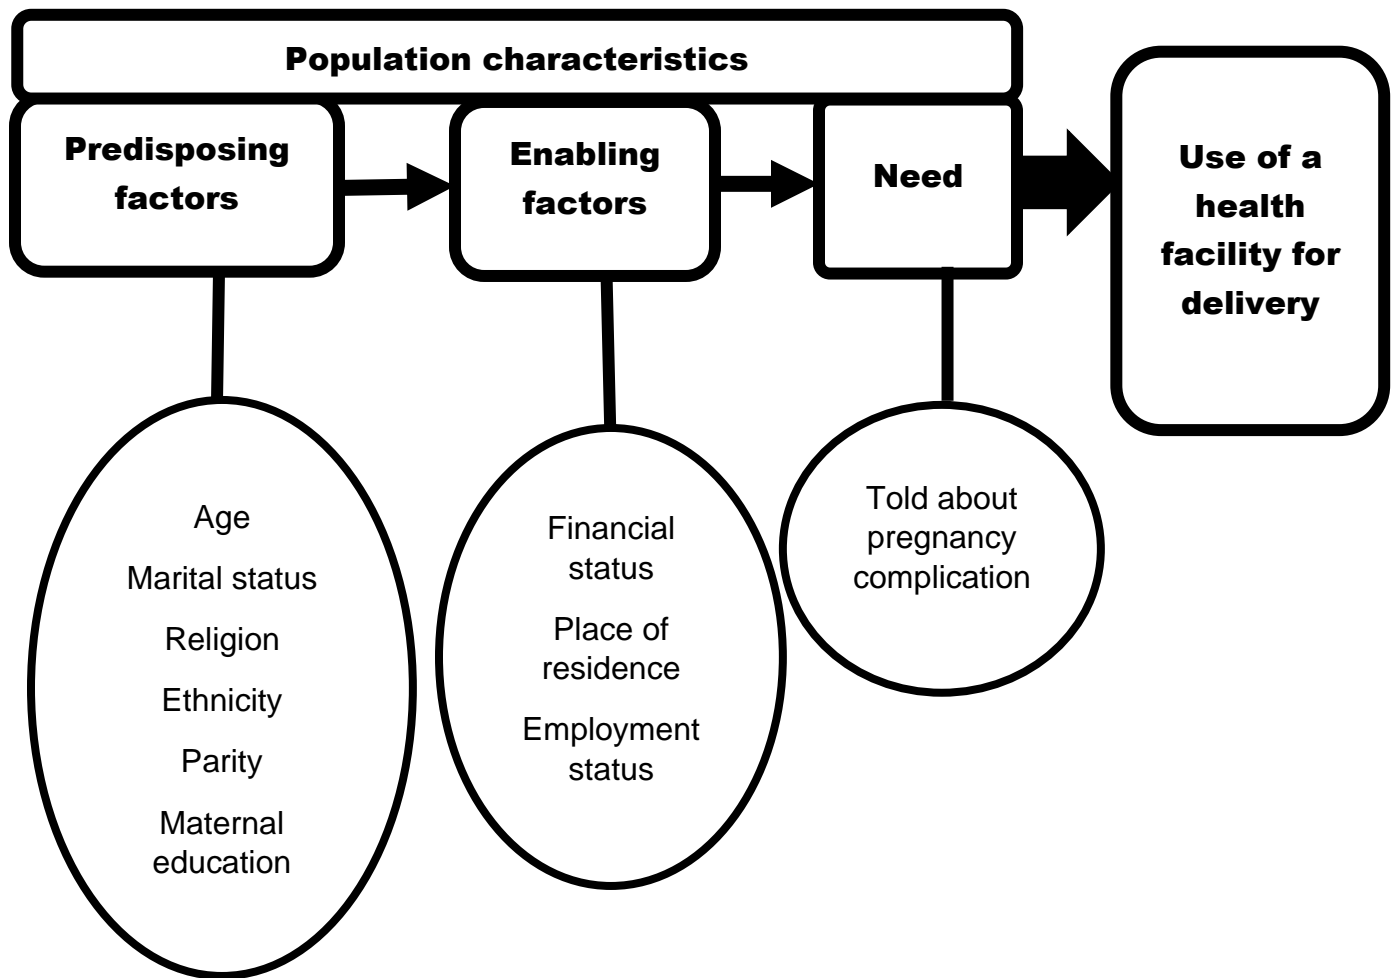 Population characteristics
Predisposing
factors
Enabling
factors
Need
Use of a
health
facility for
delivery
Age
Marital status
Religion
Ethnicity
Parity
Maternal
education
Financial
status
Place of
residence
Employment
status
Told about
pregnancy
complication